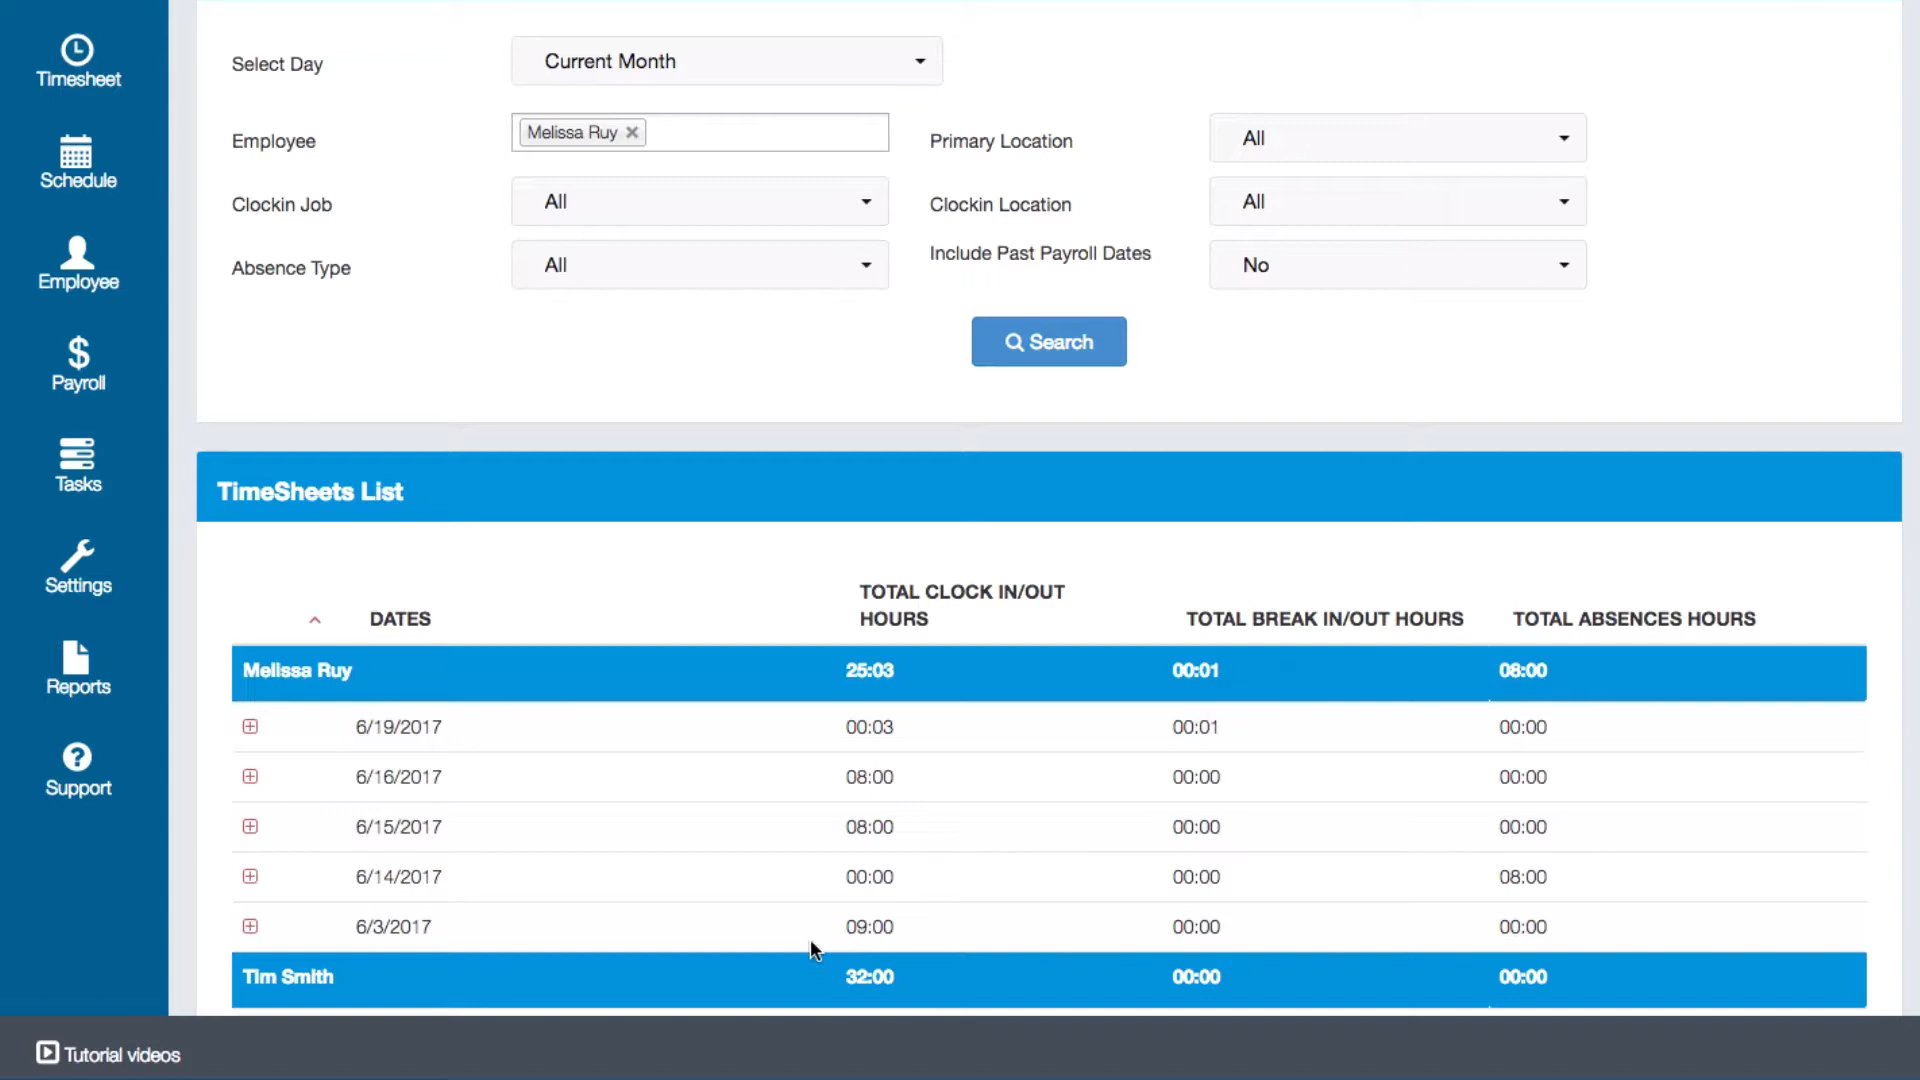 Timesheet
Schedule
Employee
Payroll
Tasks
Settings
Reports
Support
Select Day Current Month
Employee Melissa Ruy Primary Location All
Clockin Job All Clockin Location All
Absence Type All Include Past Payroll Dates No
Search
TimeSheets List
DATES TOTAL CLOCK IN/OUT HOURS TOTAL BREAK IN/OUT HOURS TOTAL ABSENCES HOURS
Melissa Ruy 25:03 00:01 08:00
6/19/2017 00:03 00:01 00:00
6/16/2017 08:00 00:00 00:00
6/15/2017 08:00 00:00 00:00
6/14/2017 00:00 00:00 08:00
6/3/2017 09:00 00:00 00:00
Tim Smith 32:00 00:00 00:00
Tutorial videos